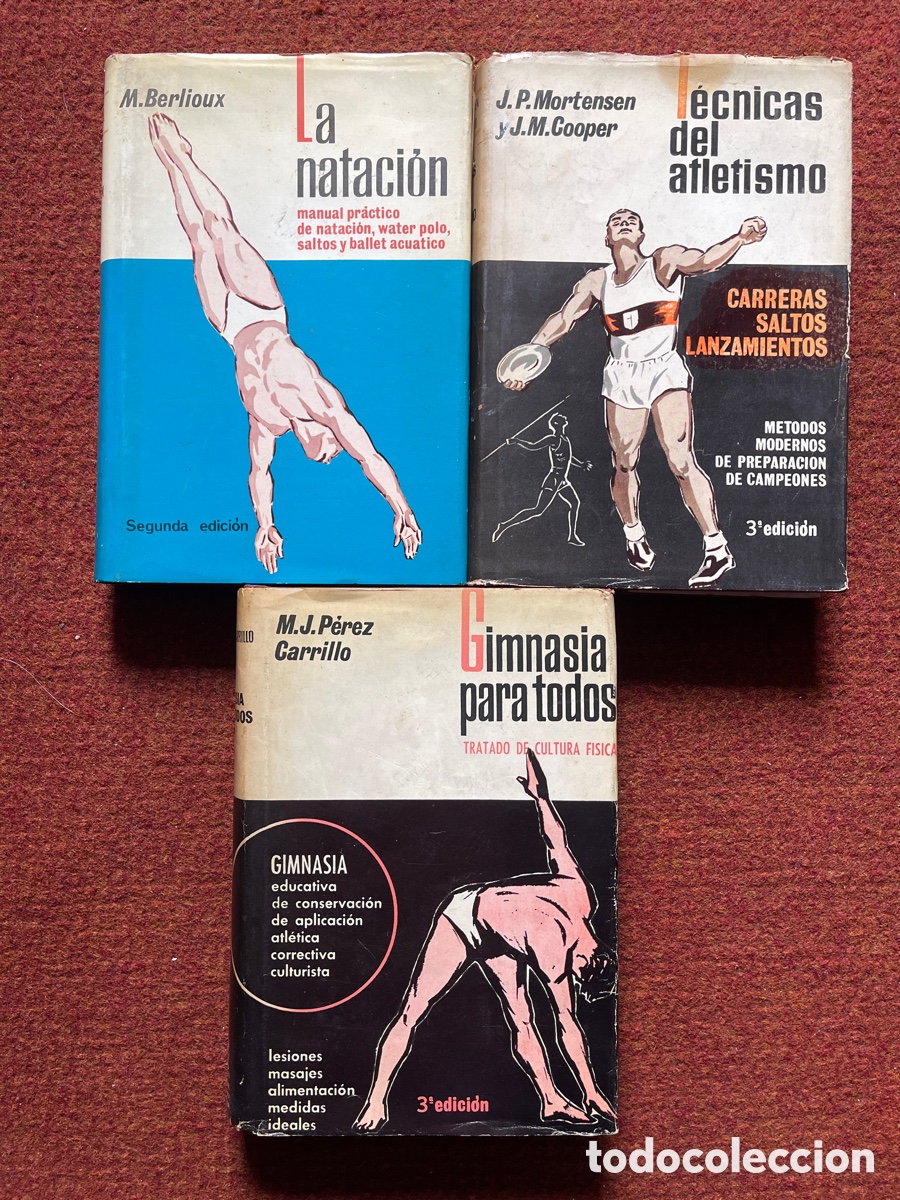 M.Berlioux
La
natación
manual práctico
de natación, water polo,
saltos y ballet acuatico
Segunda edición
J.P.Mortensen
y J.M.Cooper
Técnicas
del
atletismo
CARRERAS
SALTOS
LANZAMIENTOS
METODOS
MODERNOS
DE PREPARACION
DE CAMPEONES
3ª edición
M.J.Pérez
Carrillo
Gimnasia
para todos
TRATADO DE CULTURA FISICA
GIMNASIA
educativa
de conservación
de aplicación
atlética
correctiva
culturista
lesiones
masajes
alimentación
medidas
ideales
3ª edición
todocoleccion